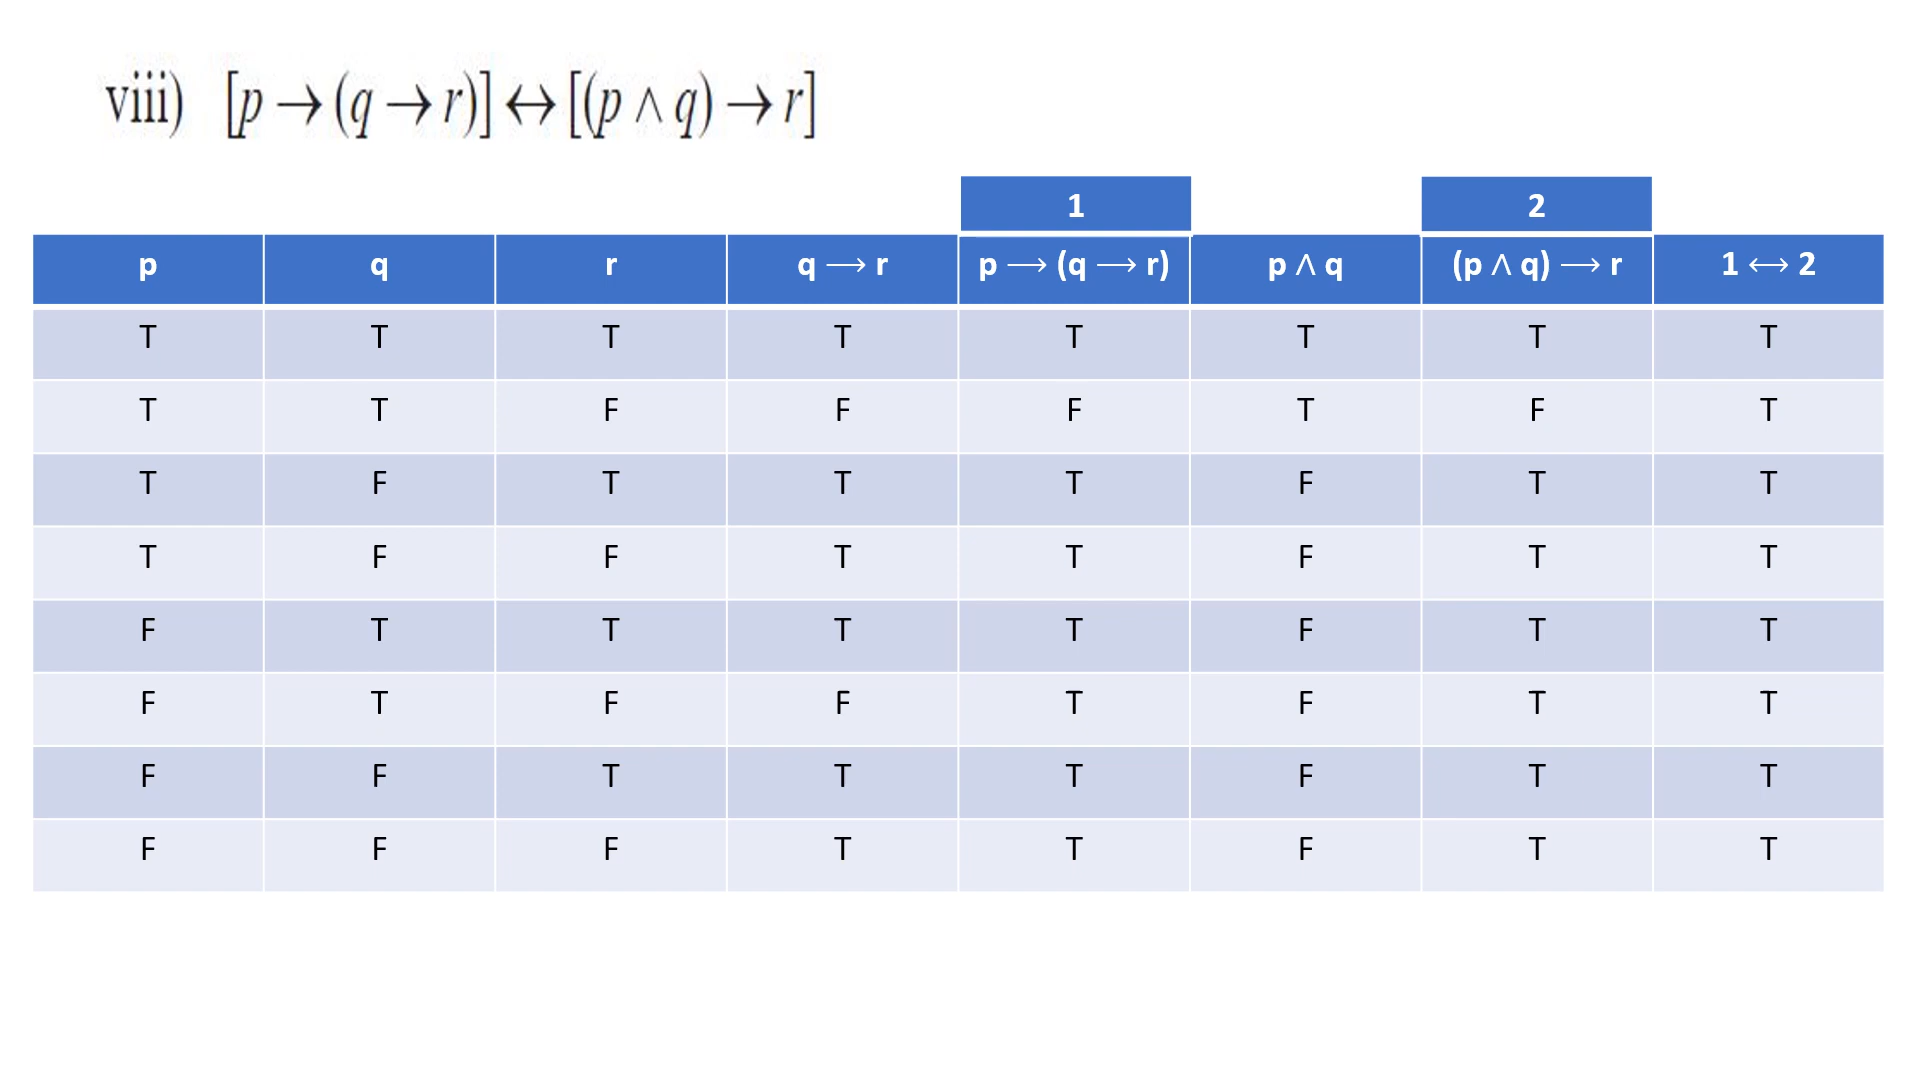 viii) [p → (q → r)] ↔ [(p ∧ q) → r]
1 2
p q r q ⟶ r p ⟶ (q ⟶ r) p ∧ q (p ∧ q) ⟶ r 1 ⟷ 2
T T T T T T T T
T T F F F T F T
T F T T T F T T
T F F T T F T T
F T T T T F T T
F T F F T F T T
F F T T T F T T
F F F T T F T T